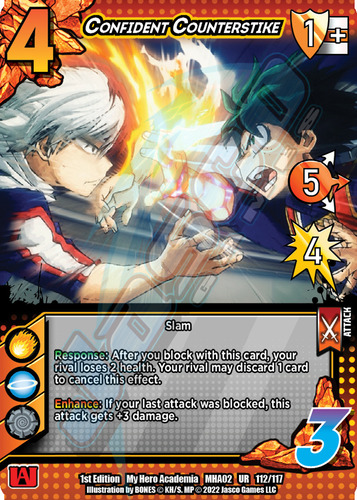 4
CONFIDENT COUNTERSTIKE
1
+
5
4
ATTACK
Slam
Response: After you block with this card, your
rival loses 2 health. Your rival may discard 1 card
to cancel this effect.
Enhance: If your last attack was blocked, this
attack gets +3 damage.
3
1st Edition My Hero Academia MHA02 UR 112/117
Illustration by BONES © KH/S. MP © 2022 Jasco Games LLC